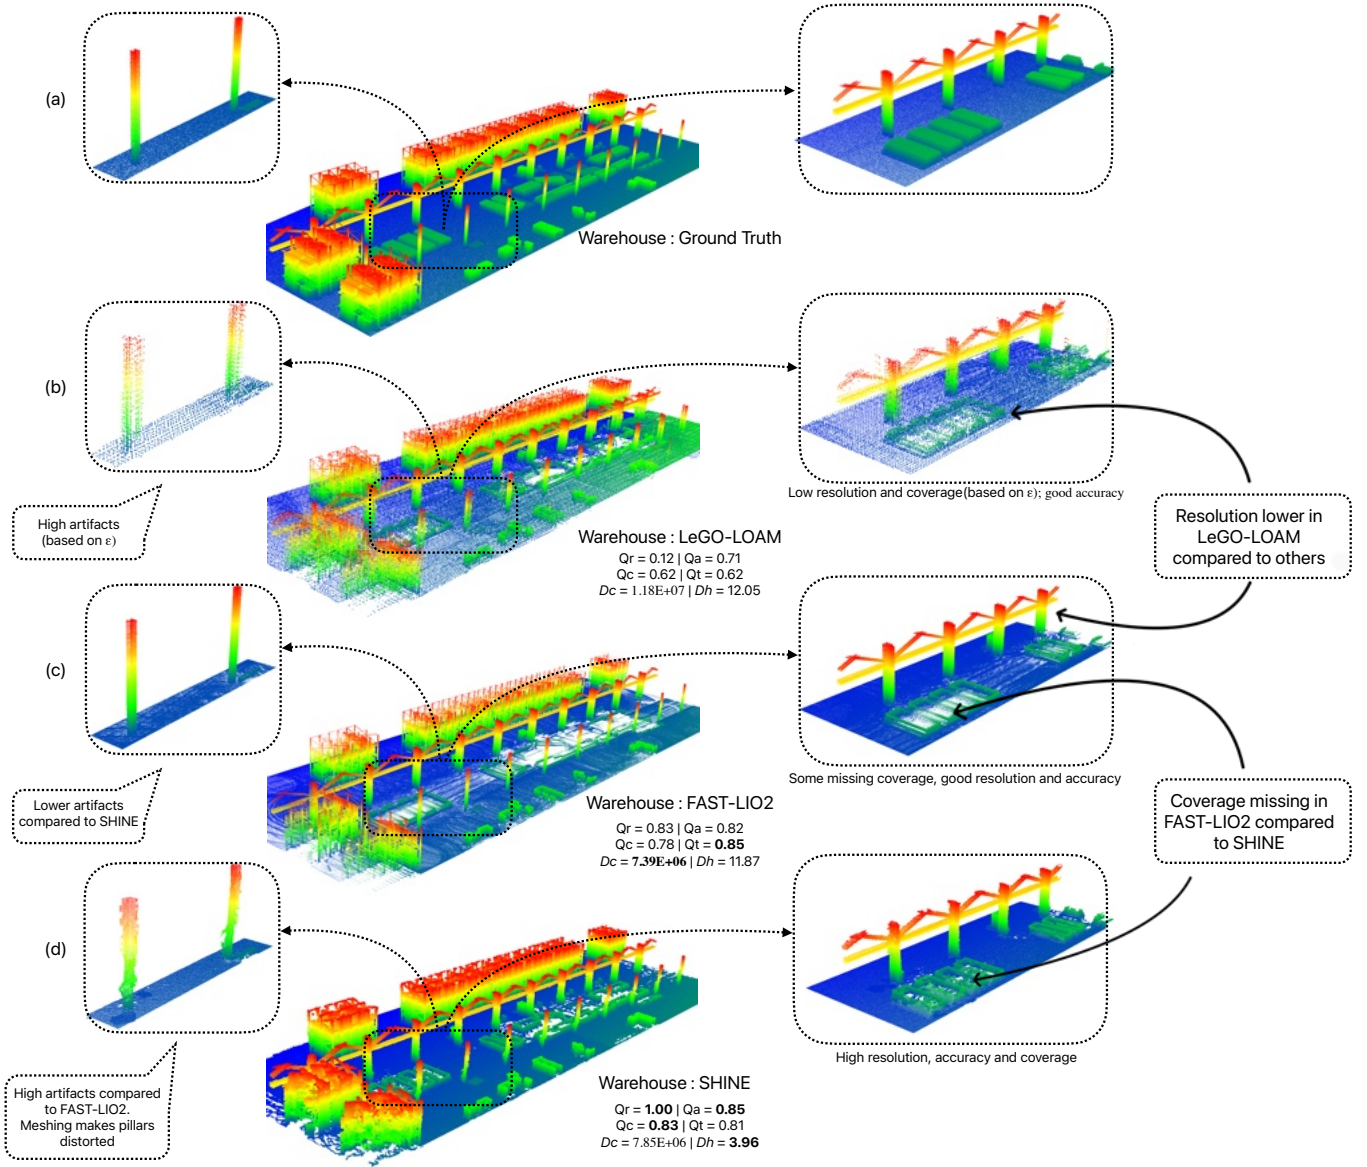 (a)
Warehouse : Ground Truth
(b)
Low resolution and coverage(based on ε); good accuracy
High artifacts
(based on ε)
Warehouse : LeGO-LOAM
Qr = 0.12 | Qa = 0.71
Qc = 0.62 | Qt = 0.62
Dc = 1.18E+07 | Dh = 12.05
Resolution lower in
LeGO-LOAM
compared to others
(c)
Some missing coverage, good resolution and accuracy
Lower artifacts
compared to SHINE
Warehouse : FAST-LIO2
Qr = 0.83 | Qa = 0.82
Qc = 0.78 | Qt = 0.85
Dc = 7.39E+06 | Dh = 11.87
Coverage missing in
FAST-LIO2 compared
to SHINE
(d)
High resolution, accuracy and coverage
High artifacts compared
to FAST-LIO2.
Meshing makes pillars
distorted
Warehouse : SHINE
Qr = 1.00 | Qa = 0.85
Qc = 0.83 | Qt = 0.81
Dc = 7.85E+06 | Dh = 3.96